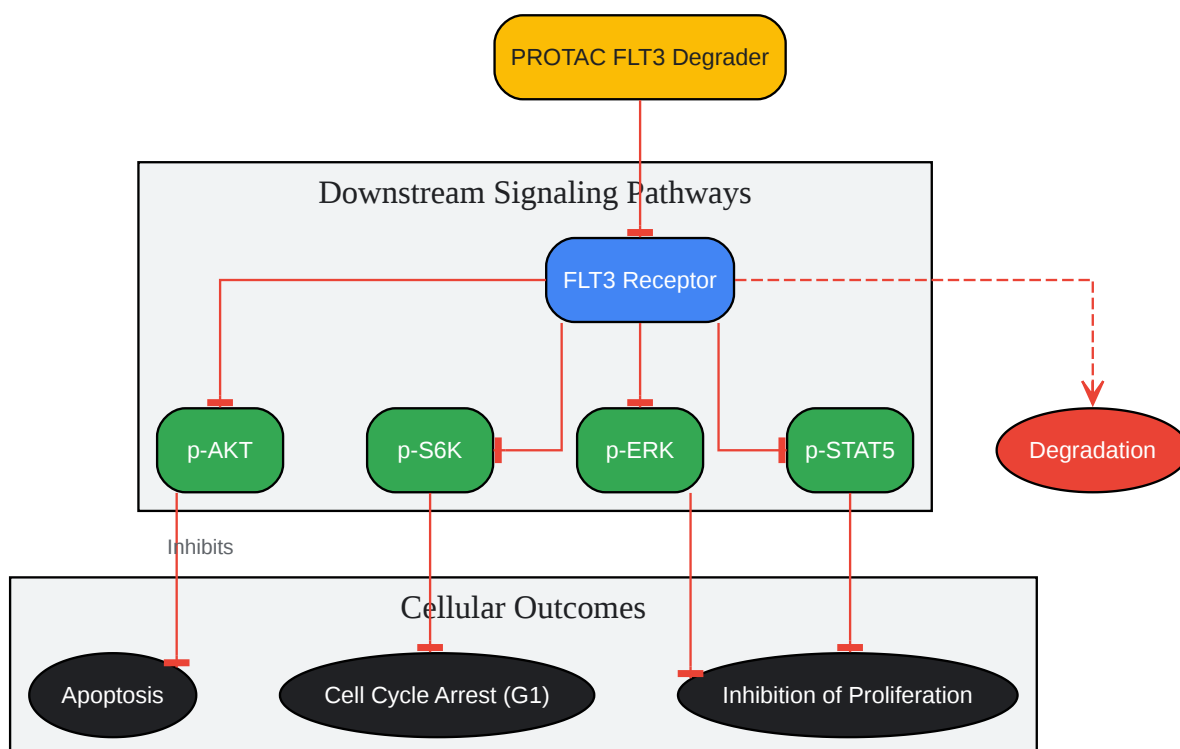 PROTAC FLT3 Degrader
Downstream Signaling Pathways
FLT3 Receptor
p-AKT
p-S6K
p-ERK
p-STAT5
Degradation
Inhibits
Cellular Outcomes
Apoptosis
Cell Cycle Arrest (G1)
Inhibition of Proliferation